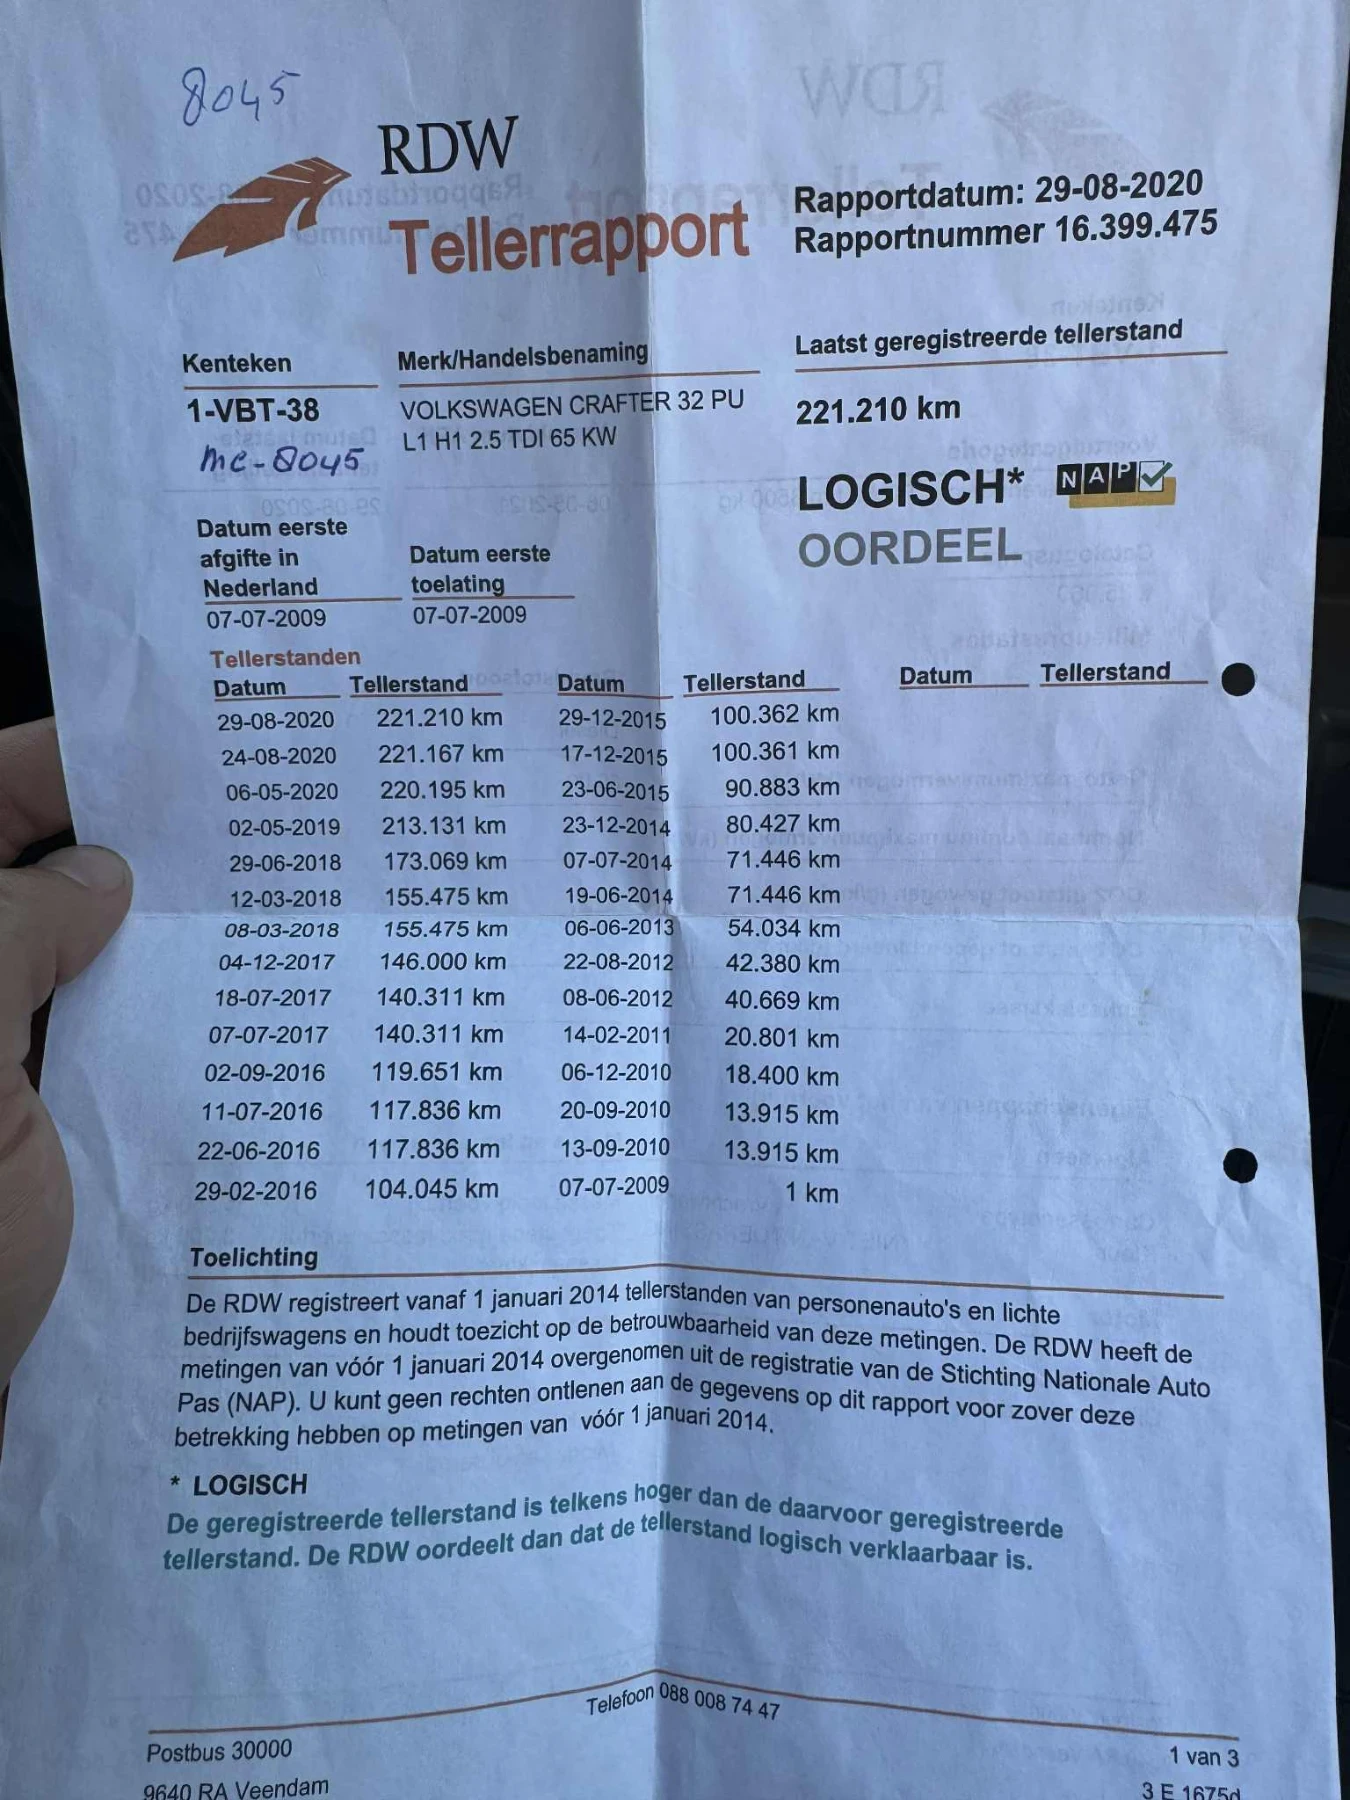 8045
RDW
Tellerrapport
Rapportdatum: 29-08-2020
Rapportnummer 16.399.475
Kenteken
1-VBT-38
mc-8045
Merk/Handelsbenaming
VOLKSWAGEN CRAFTER 32 PU
L1 H1 2.5 TDI 65 KW
Laatst geregistreerde tellerstand
221.210 km
LOGISCH* NAP
OORDEEL
Datum eerste
afgifte in
Nederland
07-07-2009
Datum eerste
toelating
07-07-2009
Tellerstanden
Datum Tellerstand Datum Tellerstand Datum Tellerstand
29-08-2020 221.210 km 29-12-2015 100.362 km
24-08-2020 221.167 km 17-12-2015 100.361 km
06-05-2020 220.195 km 23-06-2015 90.883 km
02-05-2019 213.131 km 23-12-2014 80.427 km
29-06-2018 173.069 km 07-07-2014 71.446 km
12-03-2018 155.475 km 19-06-2014 71.446 km
08-03-2018 155.475 km 06-06-2013 54.034 km
04-12-2017 146.000 km 22-08-2012 42.380 km
18-07-2017 140.311 km 08-06-2012 40.669 km
07-07-2017 140.311 km 14-02-2011 20.801 km
02-09-2016 119.651 km 06-12-2010 18.400 km
11-07-2016 117.836 km 20-09-2010 13.915 km
22-06-2016 117.836 km 13-09-2010 13.915 km
29-02-2016 104.045 km 07-07-2009 1 km
Toelichting
De RDW registreert vanaf 1 januari 2014 tellerstanden van personenauto's en lichte
bedrijfswagens en houdt toezicht op de betrouwbaarheid van deze metingen. De RDW heeft de
metingen van vóór 1 januari 2014 overgenomen uit de registratie van de Stichting Nationale Auto
Pas (NAP). U kunt geen rechten ontlenen aan de gegevens op dit rapport voor zover deze
betrekking hebben op metingen van vóór 1 januari 2014.
* LOGISCH
De geregistreerde tellerstand is telkens hoger dan de daarvoor geregistreerde
tellerstand. De RDW oordeelt dan dat de tellerstand logisch verklaarbaar is.
Telefoon 088 008 74 47
Postbus 30000
9640 RA Veendam
1 van 3
3 E 1675d